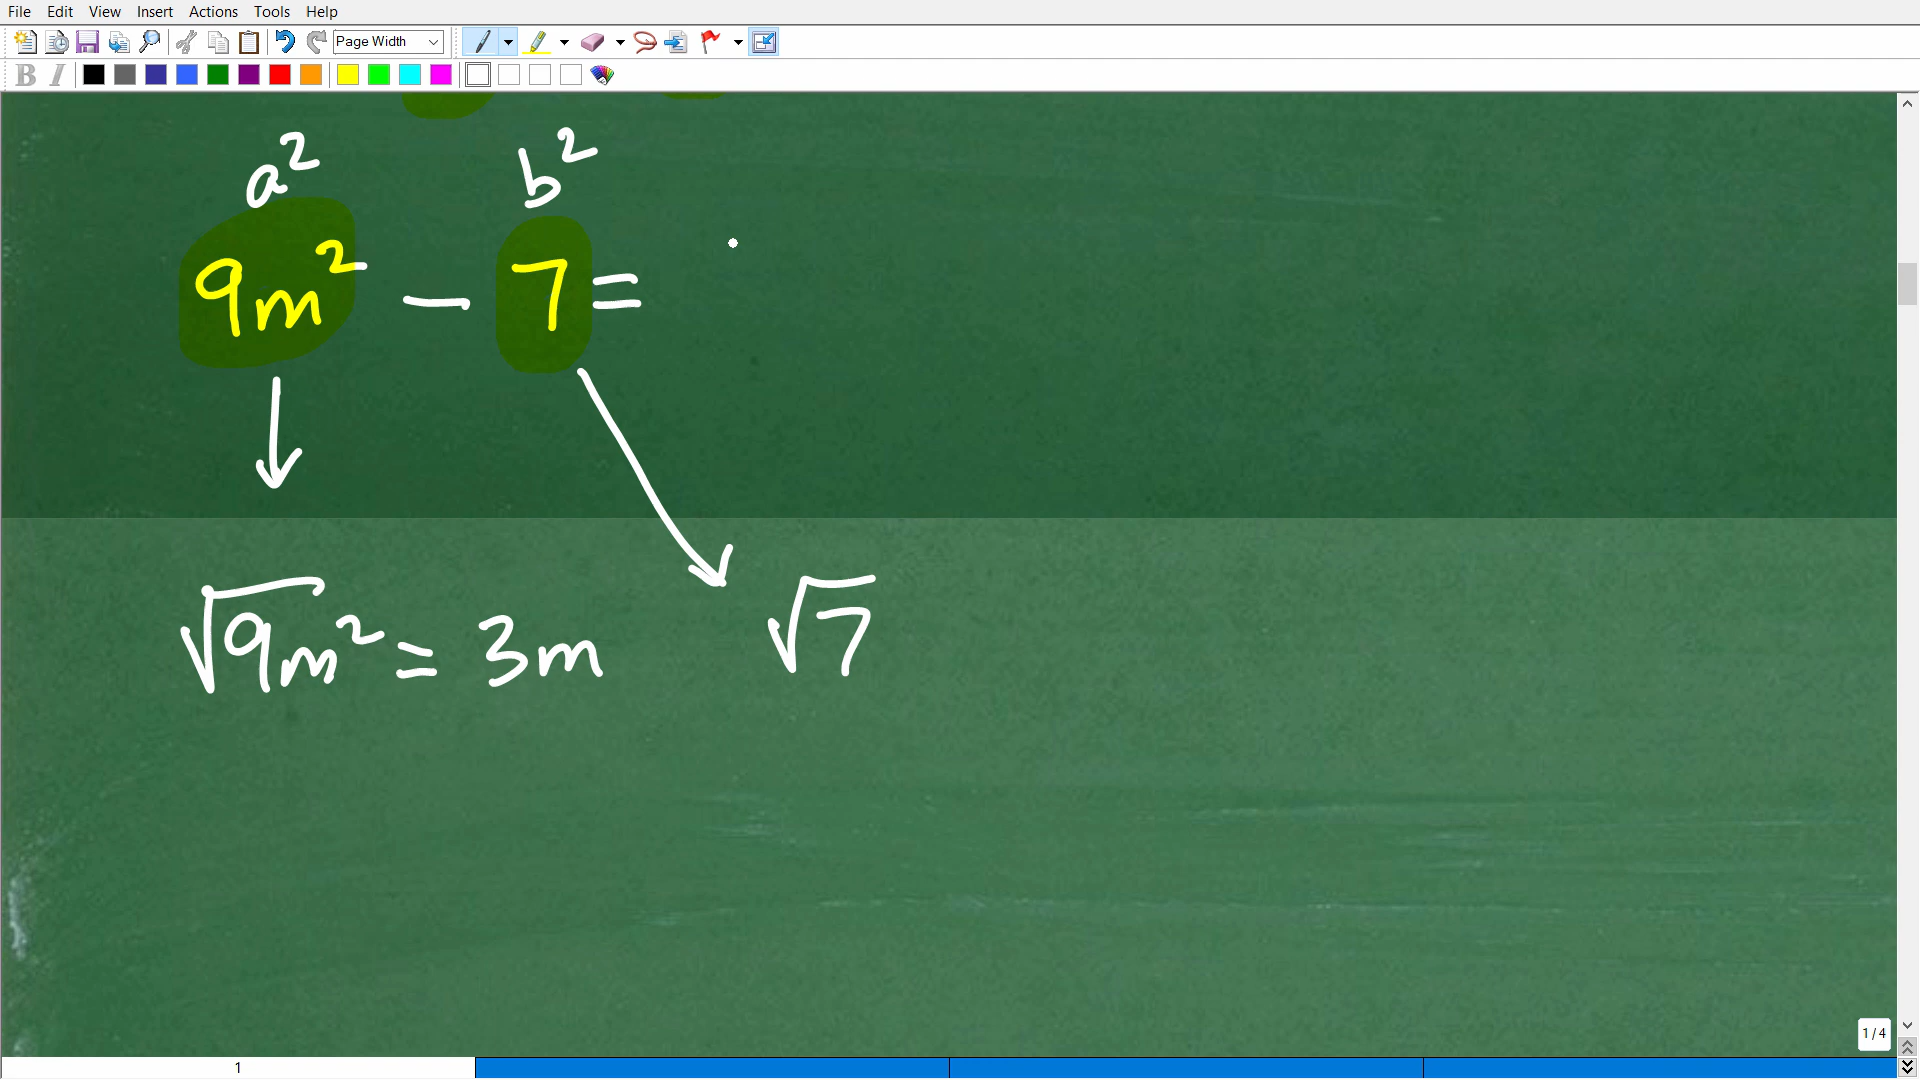 File Edit View Insert Actions Tools Help
Page Width
B I
a² b²
9m² − 7 =
√9m² = 3m √7
1 / 4
1